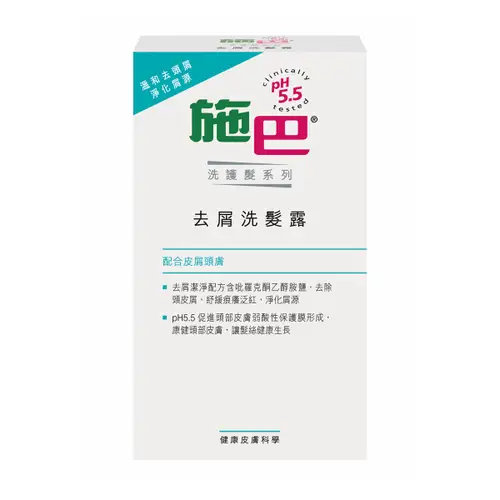 溫和去頭屑
淨化屑源
clinically
pH
5.5
tested
施巴®
洗護髮系列
去屑洗髮露
配合皮屑頭膚
去屑潔淨配方含吡羅克酮乙醇胺鹽，去除
頭皮屑，紓緩痕癢泛紅，淨化屑源
pH5.5 促進頭部皮膚弱酸性保護膜形成，
康健頭部皮膚，讓髮絲健康生長
健康皮膚科學